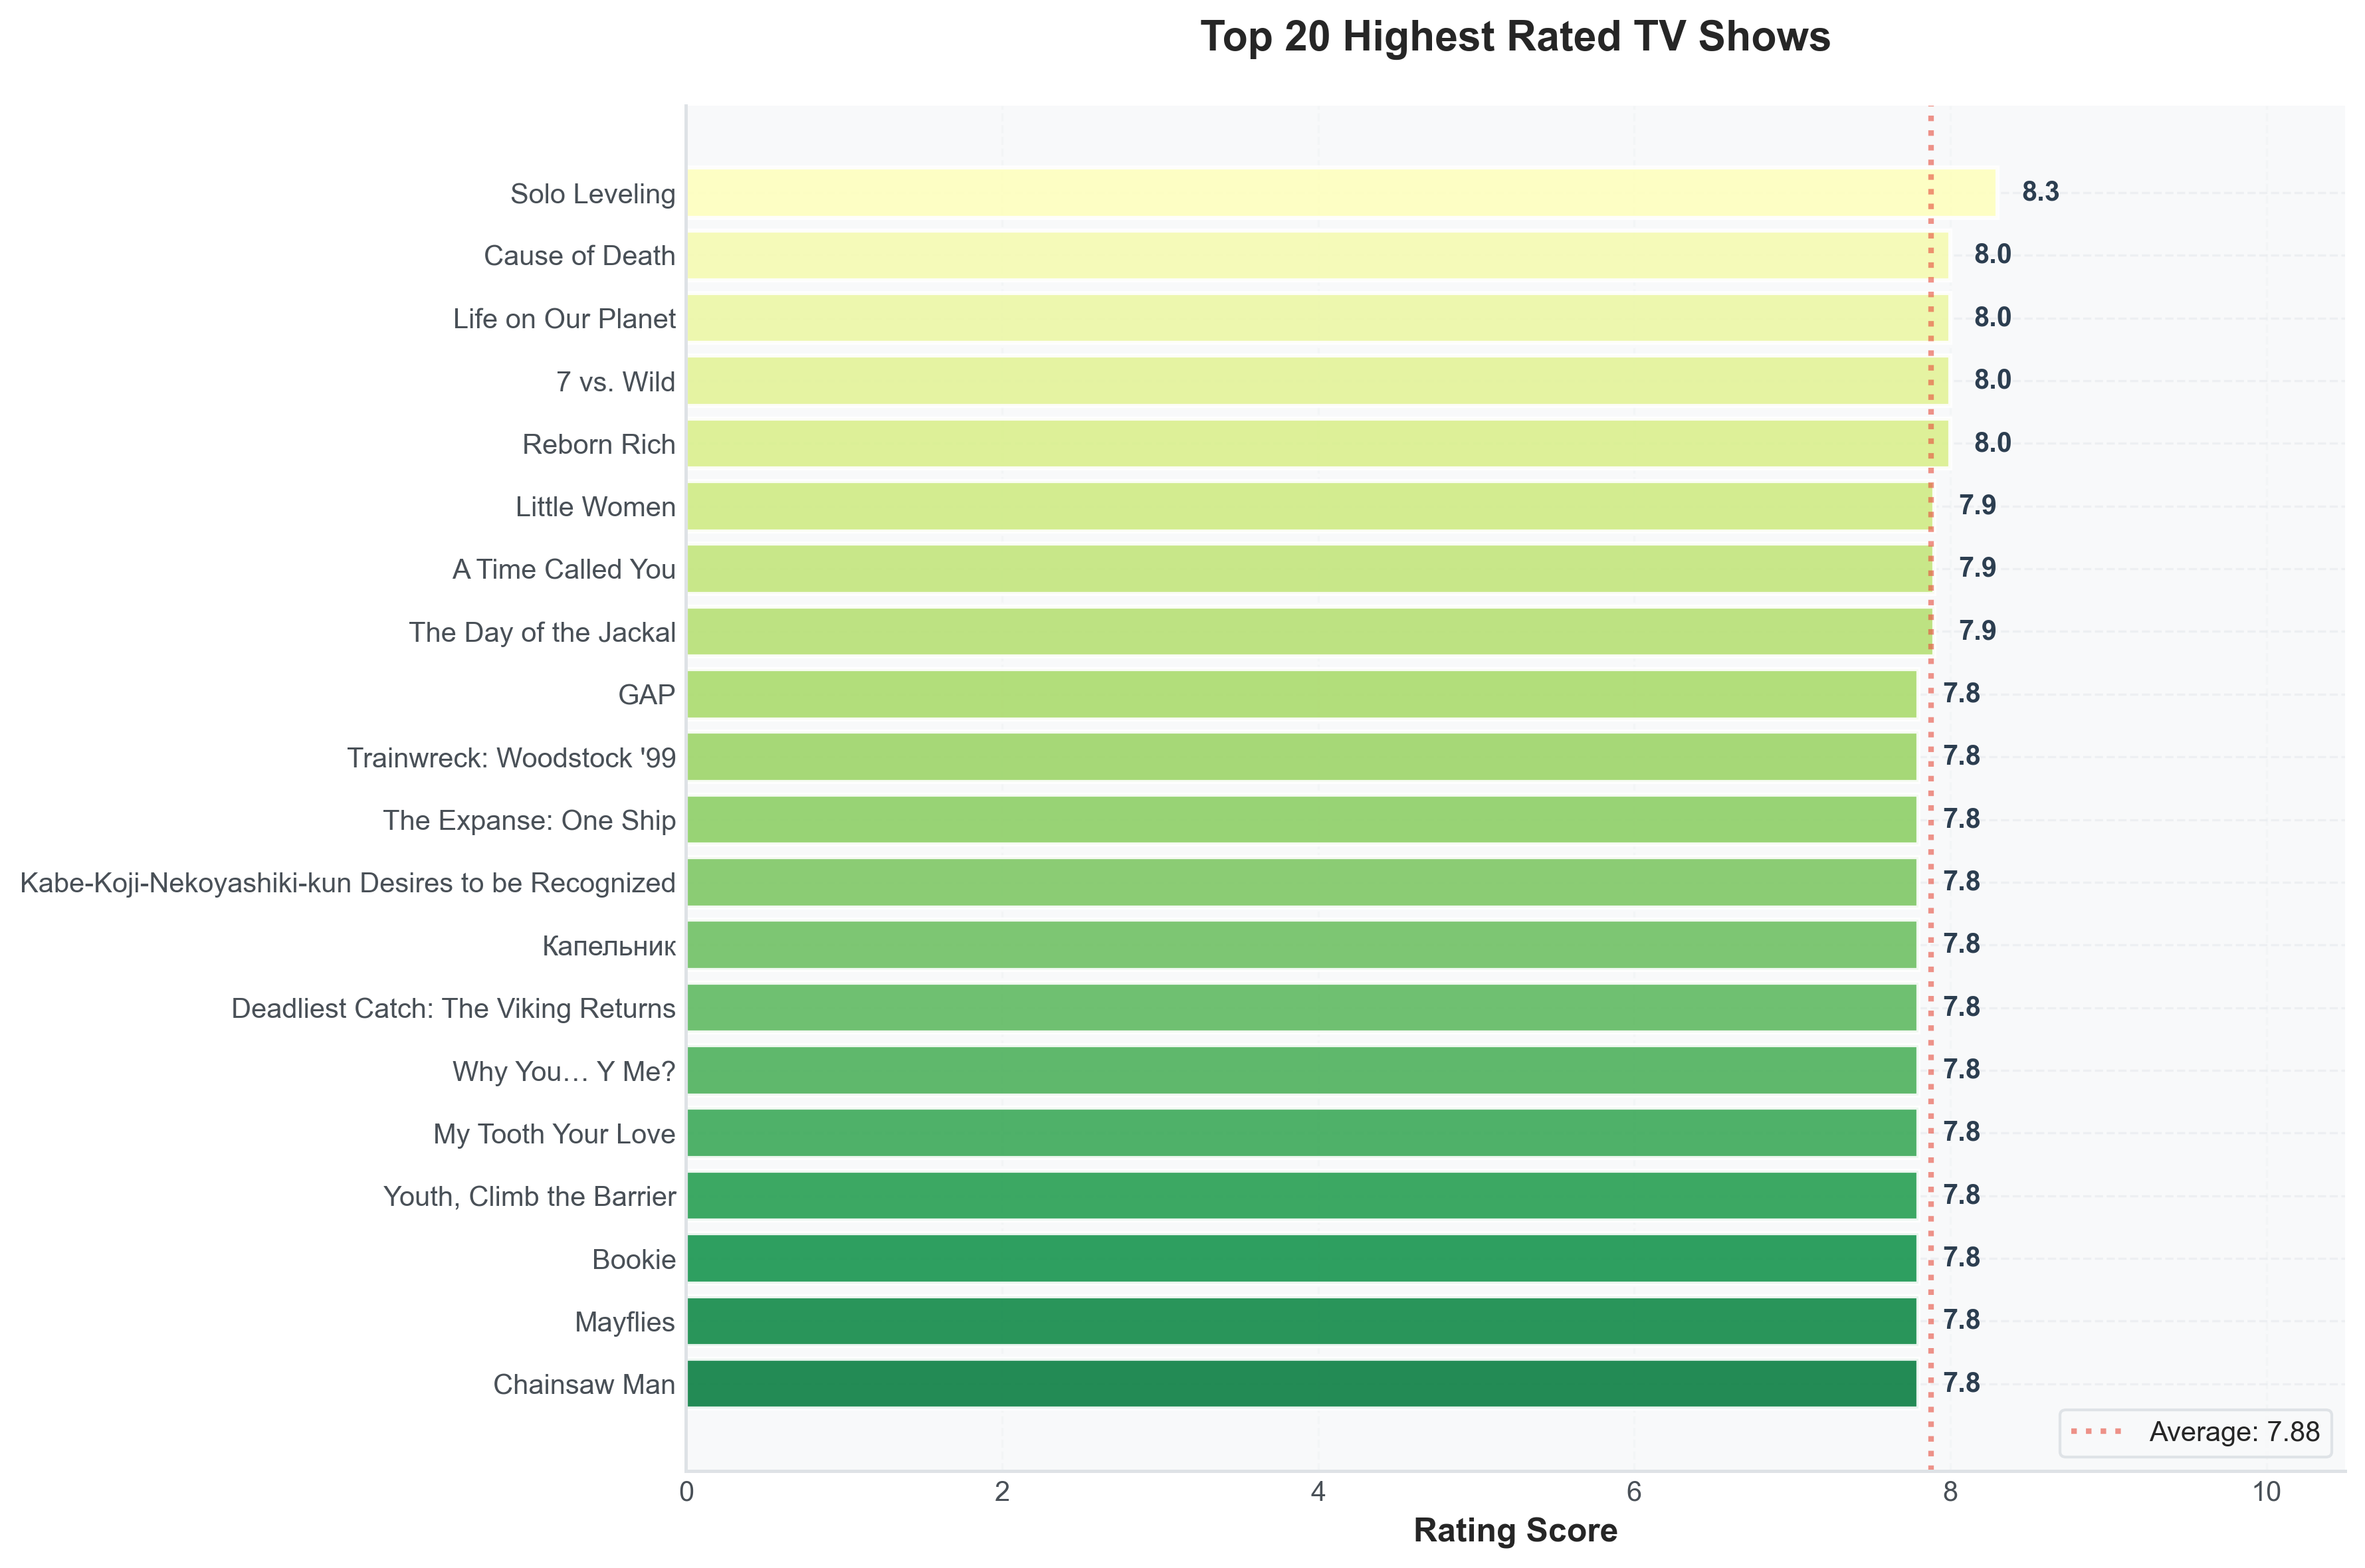 Top 20 Highest Rated TV Shows
Solo Leveling 8.3
Cause of Death 8.0
Life on Our Planet 8.0
7 vs. Wild 8.0
Reborn Rich 8.0
Little Women 7.9
A Time Called You 7.9
The Day of the Jackal 7.9
GAP 7.8
Trainwreck: Woodstock '99 7.8
The Expanse: One Ship 7.8
Kabe-Koji-Nekoyashiki-kun Desires to be Recognized 7.8
Капельник 7.8
Deadliest Catch: The Viking Returns 7.8
Why You… Y Me? 7.8
My Tooth Your Love 7.8
Youth, Climb the Barrier 7.8
Bookie 7.8
Mayflies 7.8
Chainsaw Man 7.8
Average: 7.88
0 2 4 6 8 10
Rating Score